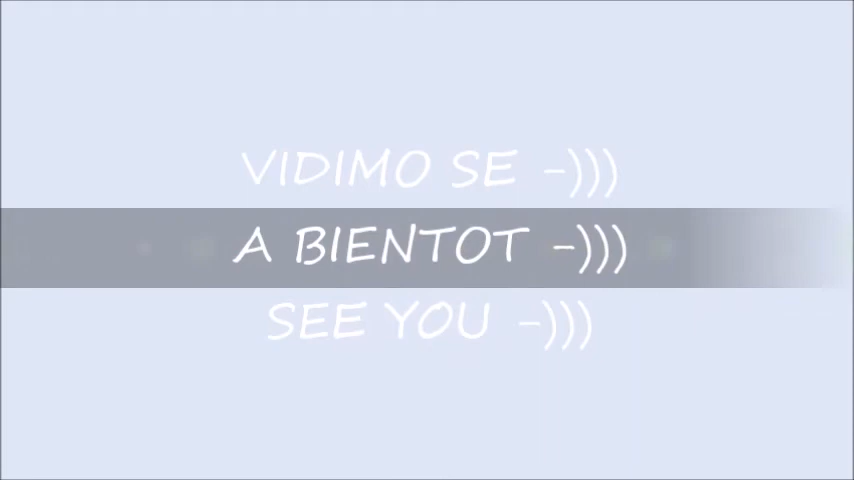 VIDIMO SE -)))
A BIENTOT -)))
SEE YOU -)))